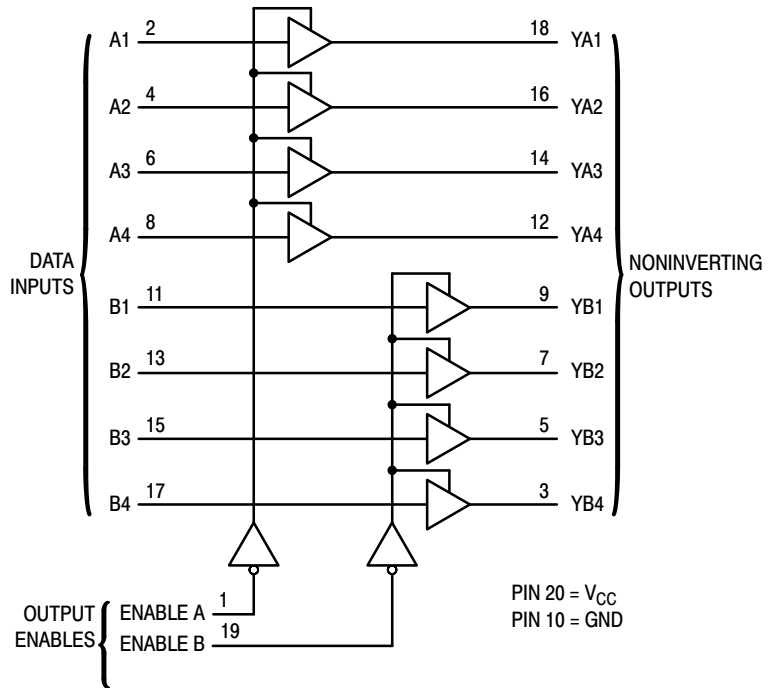 A1 2 18 YA1
A2 4 16 YA2
A3 6 14 YA3
A4 8 12 YA4
DATA
INPUTS
NONINVERTING
OUTPUTS
B1 11 9 YB1
B2 13 7 YB2
B3 15 5 YB3
B4 17 3 YB4
OUTPUT
ENABLES
ENABLE A 1
ENABLE B 19
PIN 20 = VCC
PIN 10 = GND